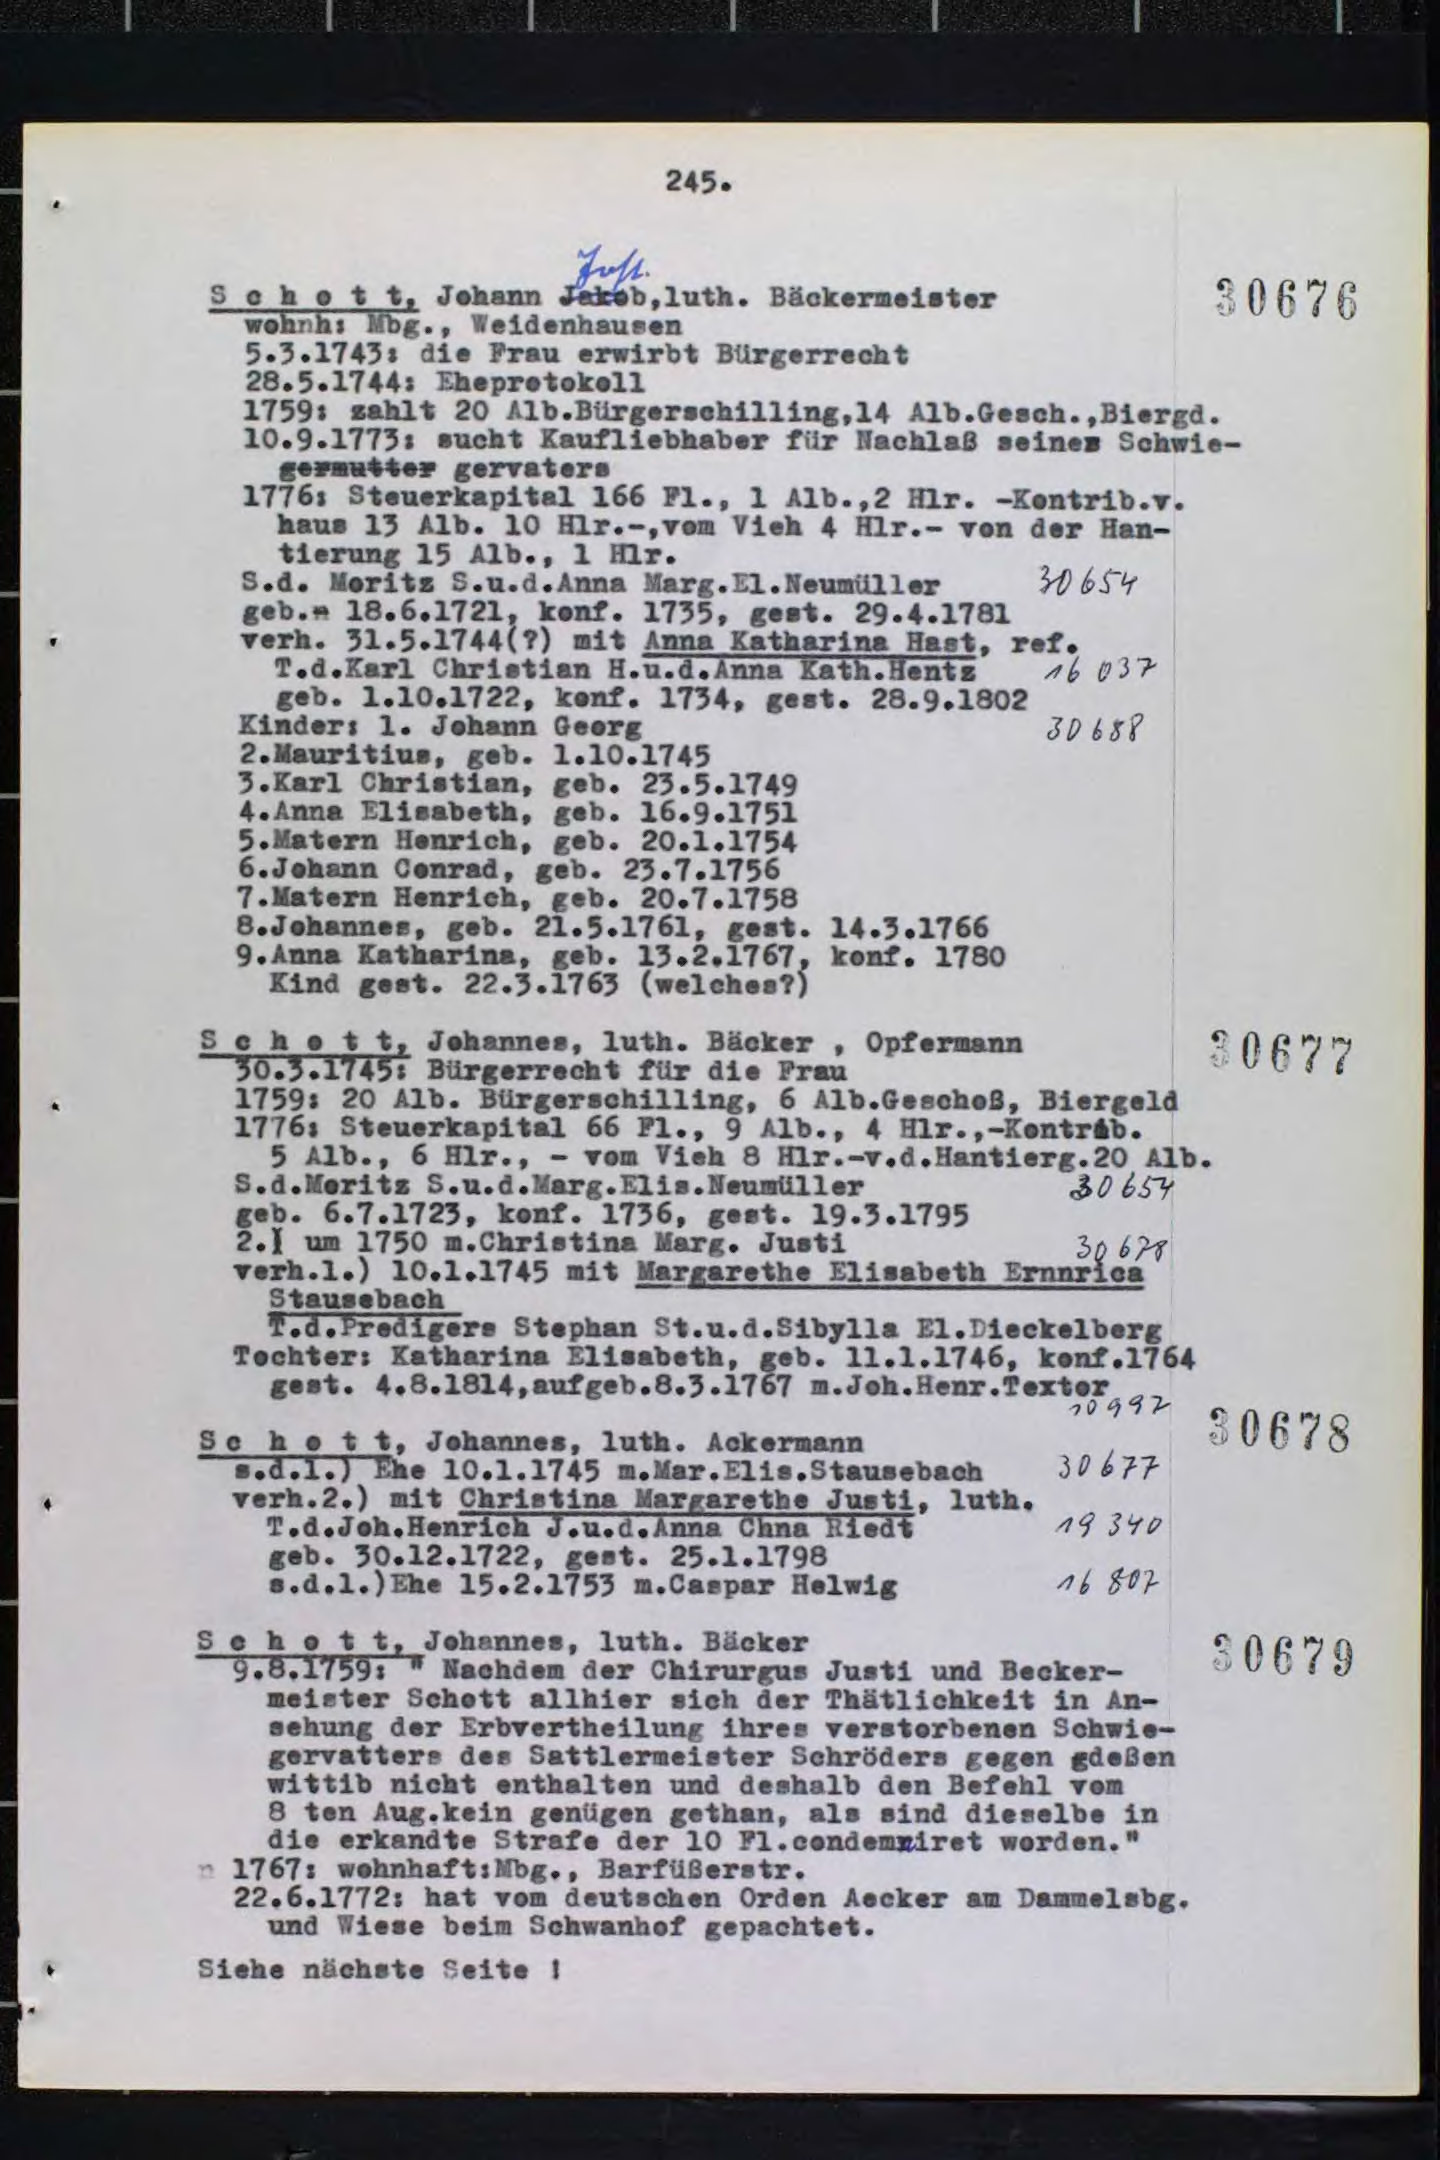 245.
Jost.
S c h o t t, Johann Jakob,luth. Bäckermeister 30676
wohnh: Mbg., Weidenhausen
5.3.1743: die Frau erwirbt Bürgerrecht
28.5.1744: Eheprotokoll
1759: zahlt 20 Alb.Bürgerschilling,14 Alb.Gesch.,Biergd.
10.9.1773: sucht Kaufliebhaber für Nachlaß seines Schwie-
germutter gervaters
1776: Steuerkapital 166 Fl., 1 Alb.,2 Hlr. -Kontrib.v.
haus 13 Alb. 10 Hlr.-,vom Vieh 4 Hlr.- von der Han-
tierung 15 Alb., 1 Hlr.
S.d. Moritz S.u.d.Anna Marg.El.Neumüller 30654
geb. 18.6.1721, konf. 1735, gest. 29.4.1781
verh. 31.5.1744(?) mit Anna Katharina Hast, ref.
T.d.Karl Christian H.u.d.Anna Kath.Hentz 16 037
geb. 1.10.1722, konf. 1734, gest. 28.9.1802
Kinder: 1. Johann Georg 30688
2.Mauritius, geb. 1.10.1745
3.Karl Christian, geb. 23.5.1749
4.Anna Elisabeth, geb. 16.9.1751
5.Matern Henrich, geb. 20.1.1754
6.Johann Conrad, geb. 23.7.1756
7.Matern Henrich, geb. 20.7.1758
8.Johannes, geb. 21.5.1761, gest. 14.3.1766
9.Anna Katharina, geb. 13.2.1767, konf. 1780
Kind gest. 22.3.1763 (welches?)
S c h o t t, Johannes, luth. Bäcker , Opfermann 30677
30.3.1745: Bürgerrecht für die Frau
1759: 20 Alb. Bürgerschilling, 6 Alb.Geschoß, Biergeld
1776: Steuerkapital 66 Fl., 9 Alb., 4 Hlr.,-Kontrib.
5 Alb., 6 Hlr., - vom Vieh 8 Hlr.-v.d.Hantierg.20 Alb.
S.d.Moritz S.u.d.Marg.Elis.Neumüller 30654
geb. 6.7.1723, konf. 1736, gest. 19.3.1795
2.I um 1750 m.Christina Marg. Justi 30678
verh.1.) 10.1.1745 mit Margarethe Elisabeth Ernnrica
Stausebach
T.d.Predigers Stephan St.u.d.Sibylla El.Dieckelberg
Tochter: Katharina Elisabeth, geb. 11.1.1746, konf.1764
gest. 4.8.1814,aufgeb.8.3.1767 m.Joh.Henr.Textor
10992
S c h o t t, Johannes, luth. Ackermann 30678
s.d.1.) Ehe 10.1.1745 m.Mar.Elis.Stausebach 30677
verh.2.) mit Christina Margarethe Justi, luth.
T.d.Joh.Henrich J.u.d.Anna Chna Riedt 19 340
geb. 30.12.1722, gest. 25.1.1798
s.d.1.)Ehe 15.2.1753 m.Caspar Helwig 16 807
S c h o t t, Johannes, luth. Bäcker 30679
9.8.1759: " Nachdem der Chirurgus Justi und Becker-
meister Schott allhier sich der Thätlichkeit in An-
sehung der Erbvertheilung ihres verstorbenen Schwie-
gervatters des Sattlermeister Schröders gegen gdeßen
wittib nicht enthalten und deshalb den Befehl vom
8 ten Aug.kein genügen gethan, als sind dieselbe in
die erkandte Strafe der 10 Fl.condemniret worden."
1767: wohnhaft:Mbg., Barfüßerstr.
22.6.1772: hat vom deutschen Orden Aecker am Dammelsbg.
und Wiese beim Schwanhof gepachtet.
Siehe nächste Seite !